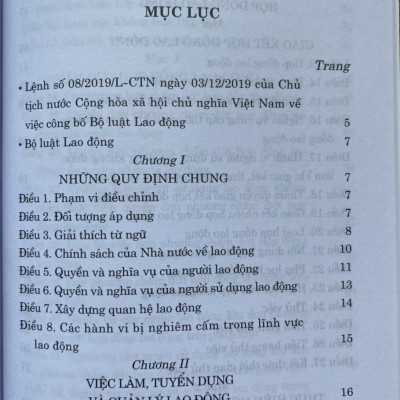 MỤC LỤC
Trang
• Lệnh số 08/2019/L-CTN ngày 03/12/2019 của Chủ
tịch nước Cộng hòa xã hội chủ nghĩa Việt Nam về
việc công bố Bộ luật Lao động 5
• Bộ luật Lao động 7
Chương I
NHỮNG QUY ĐỊNH CHUNG 7
Điều 1. Phạm vi điều chỉnh 7
Điều 2. Đối tượng áp dụng 7
Điều 3. Giải thích từ ngữ 8
Điều 4. Chính sách của Nhà nước về lao động 10
Điều 5. Quyền và nghĩa vụ của người lao động 11
Điều 6. Quyền và nghĩa vụ của người sử dụng lao động 13
Điều 7. Xây dựng quan hệ lao động 14
Điều 8. Các hành vi bị nghiêm cấm trong lĩnh vực
lao động 15
Chương II
VIỆC LÀM, TUYỂN DỤNG
VÀ QUẢN LÝ LAO ĐỘNG 16